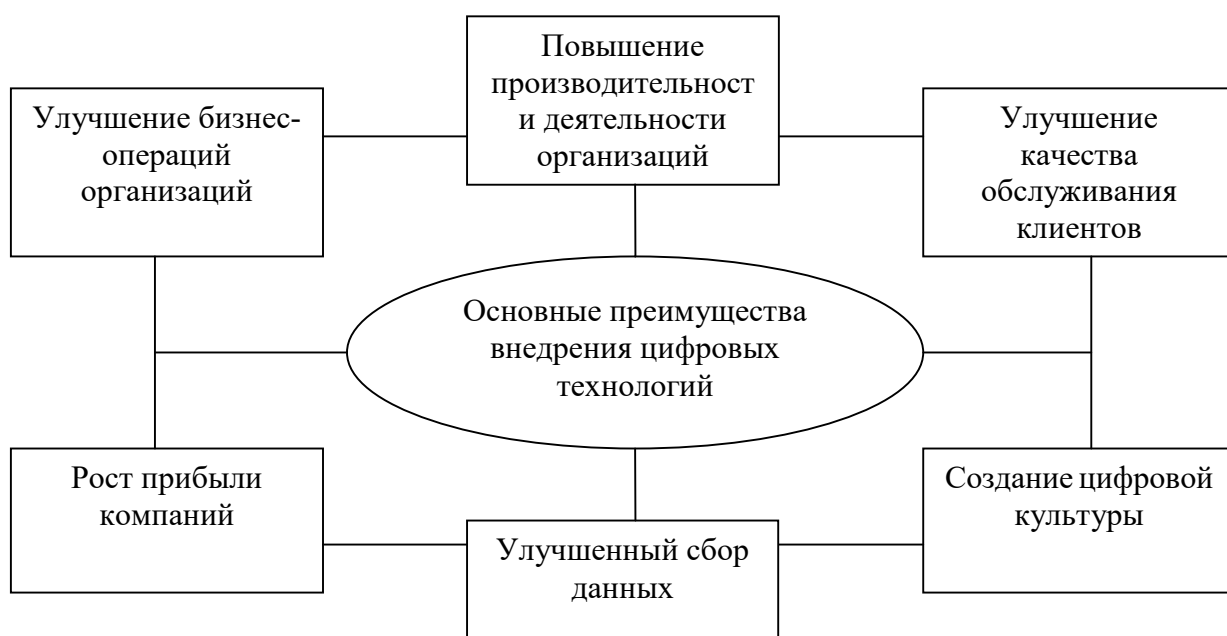 Повышение
производительност
и деятельности
организаций
Улучшение бизнес-
операций
организаций
Улучшение
качества
обслуживания
клиентов
Основные преимущества
внедрения цифровых
технологий
Рост прибыли
компаний
Улучшенный сбор
данных
Создание цифровой
культуры